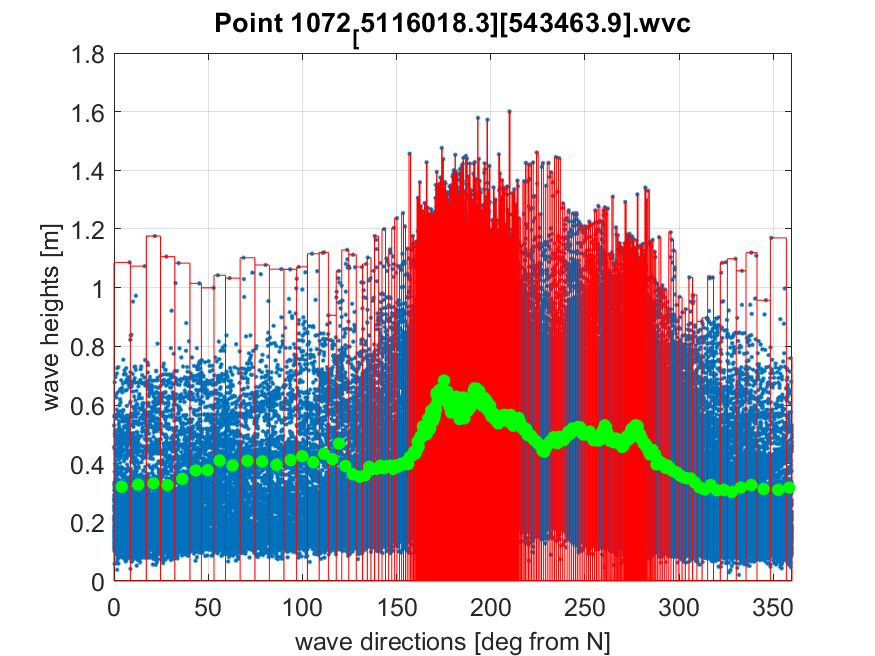 Point 1072[5116018.3][543463.9].wvc
1.8
1.6
1.4
1.2
1
0.8
0.6
0.4
0.2
0
wave heights [m]
0 50 100 150 200 250 300 350
wave directions [deg from N]